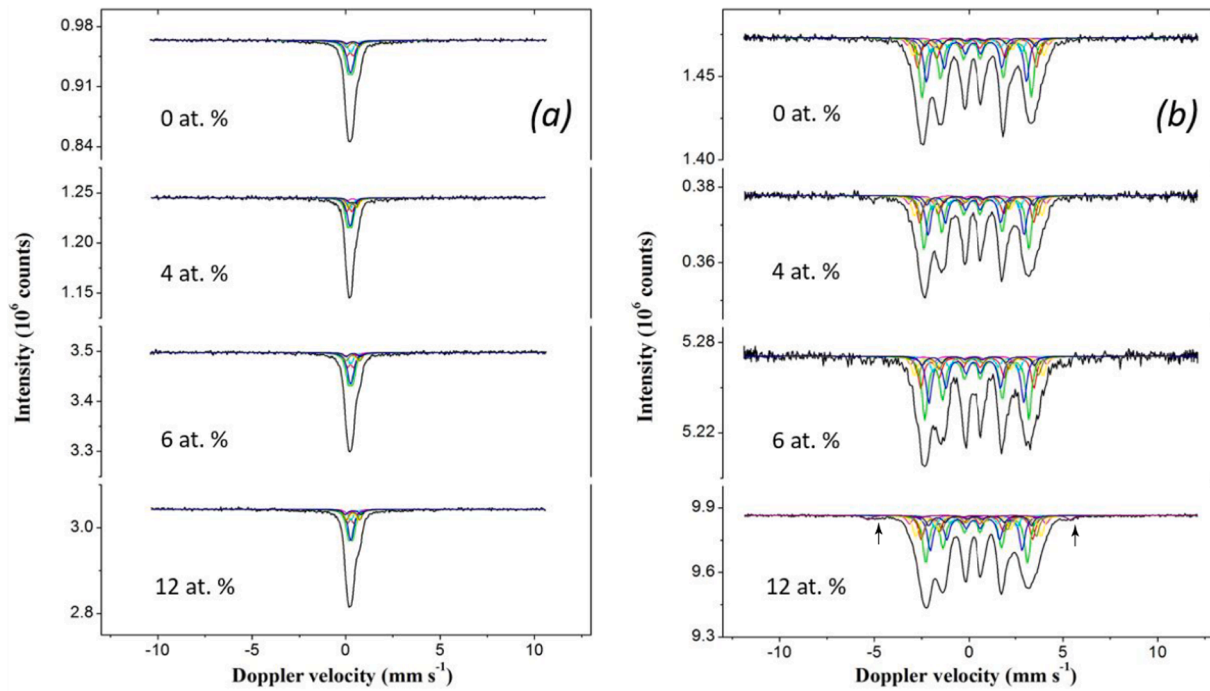 (a)
0.98
0.91
0.84
0 at. %
1.25
1.20
1.15
4 at. %
3.5
3.4
3.3
6 at. %
3.0
2.8
12 at. %
Intensity (10⁶ counts)
-10 -5 0 5 10
Doppler velocity (mm s⁻¹)
(b)
1.45
1.40
0 at. %
0.38
0.36
4 at. %
5.28
5.22
6 at. %
9.9
9.6
9.3
12 at. %
Intensity (10⁶ counts)
-10 -5 0 5 10
Doppler velocity (mm s⁻¹)